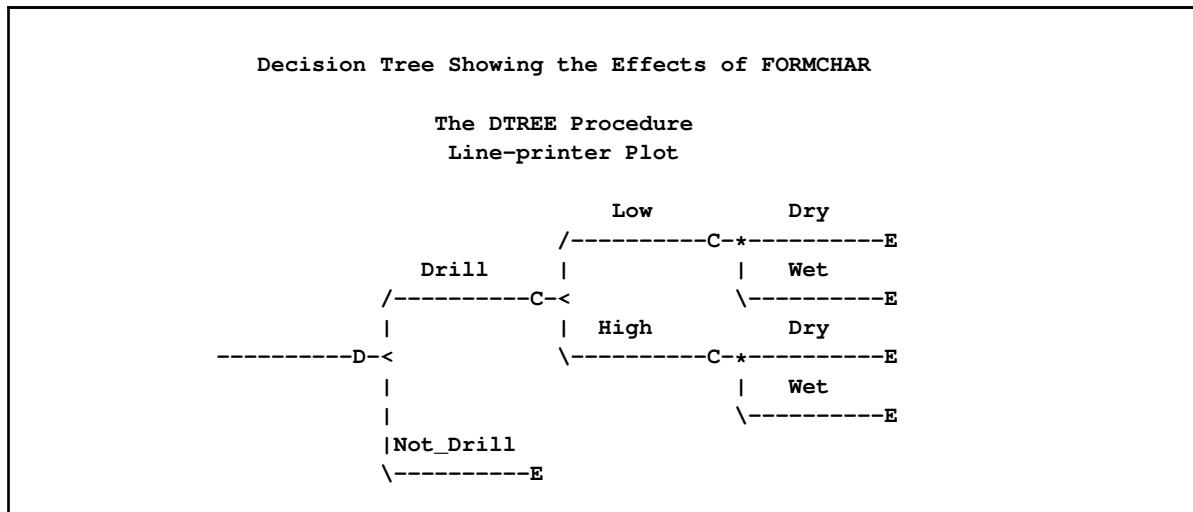 Decision Tree Showing the Effects of FORMCHAR
The DTREE Procedure
Line-printer Plot
Low Dry
/----------C-*----------E
Drill | | Wet
/----------C-< \----------E
| | High Dry
----------D-< \----------C-*----------E
| | Wet
| \----------E
|Not_Drill
\----------E